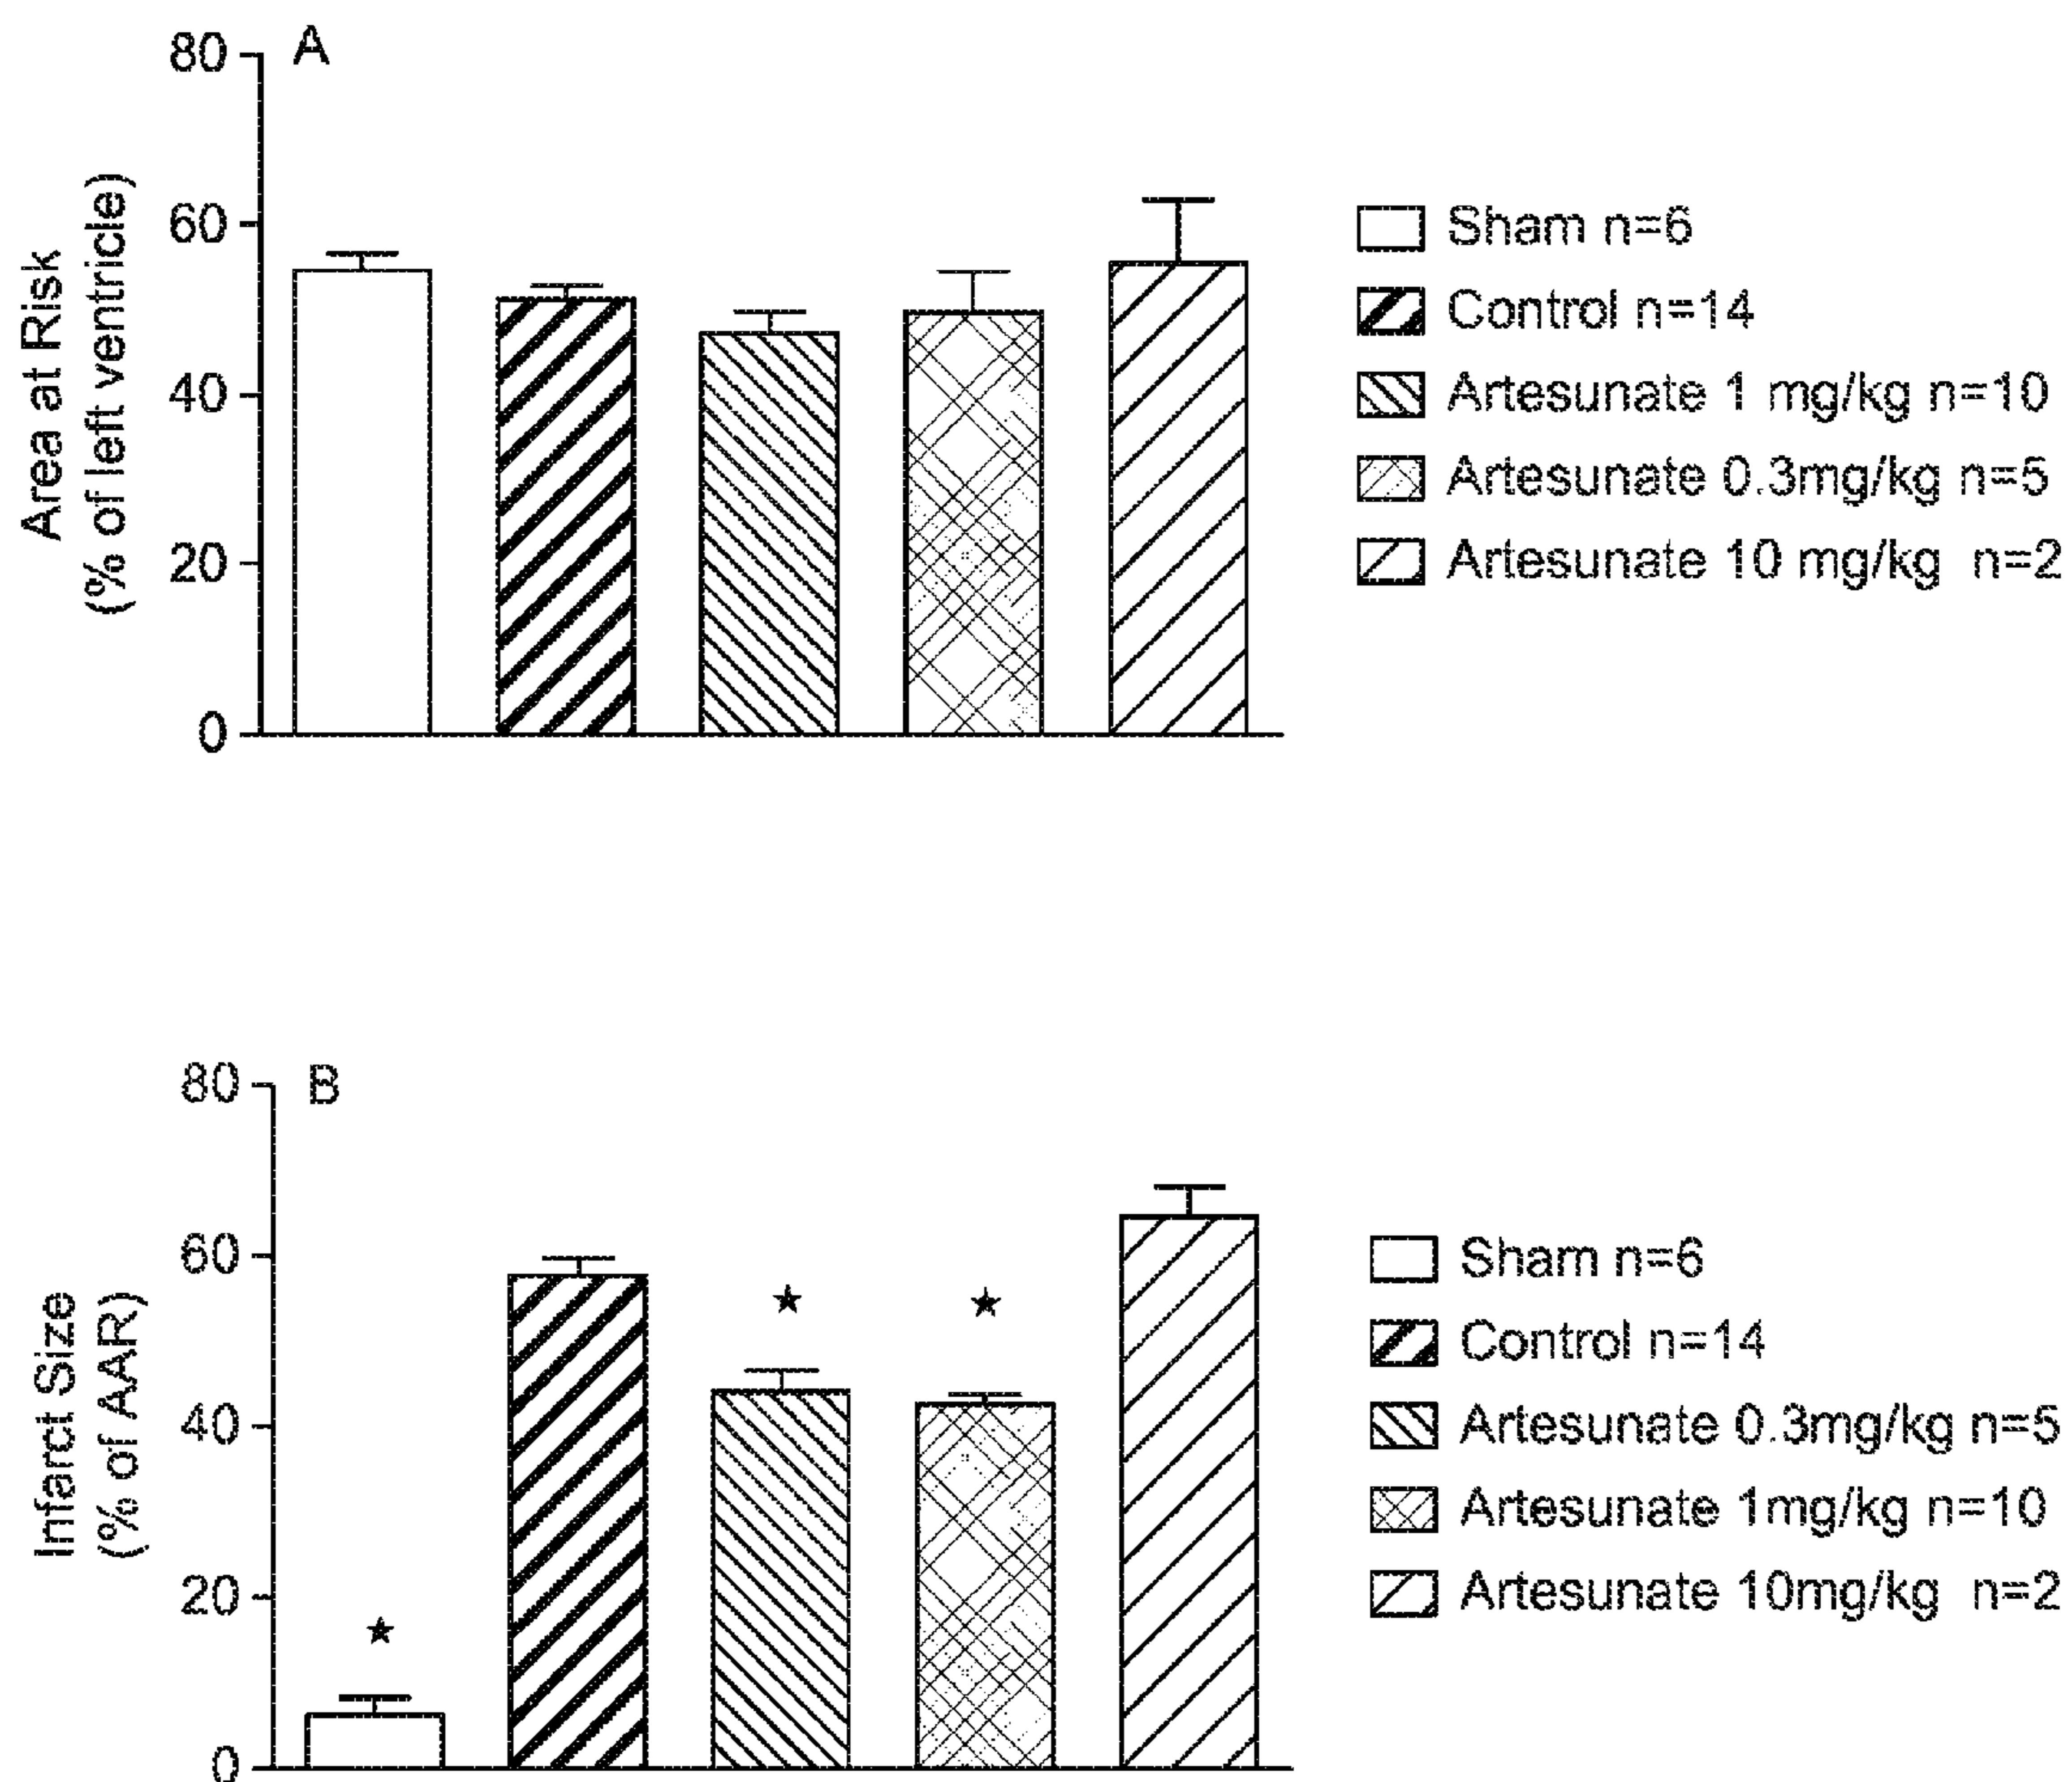 A
80
60
40
20
0
Area at Risk
(% of left ventricle)
Sham n=6
Control n=14
Artesunate 1 mg/kg n=10
Artesunate 0.3mg/kg n=5
Artesunate 10 mg/kg n=2
B
80
60
40
20
0
Infarct Size
(% of AAR)
★
★
★
Sham n=6
Control n=14
Artesunate 0.3mg/kg n=5
Artesunate 1mg/kg n=10
Artesunate 10mg/kg n=2